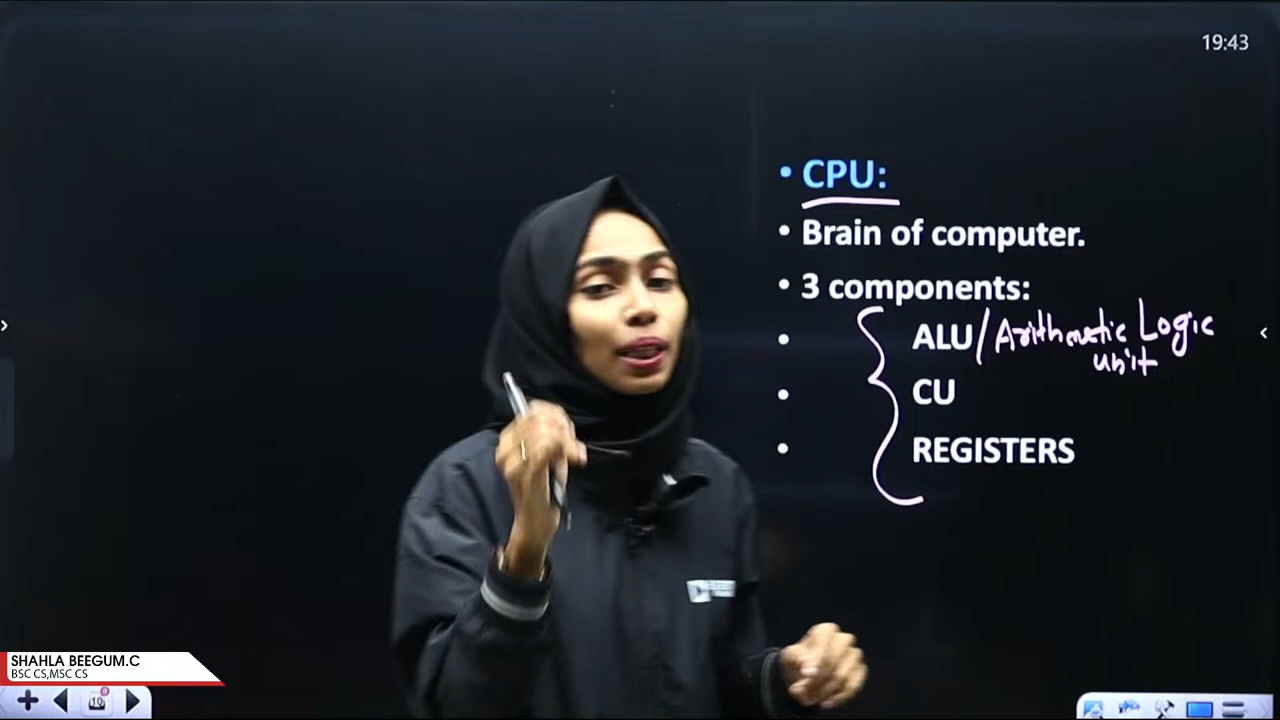 19:43
• CPU:
• Brain of computer.
• 3 components:
• ALU/Arithmetic Logic
unit
• CU
• REGISTERS
SHAHLA BEEGUM.C
BSC CS,MSC CS